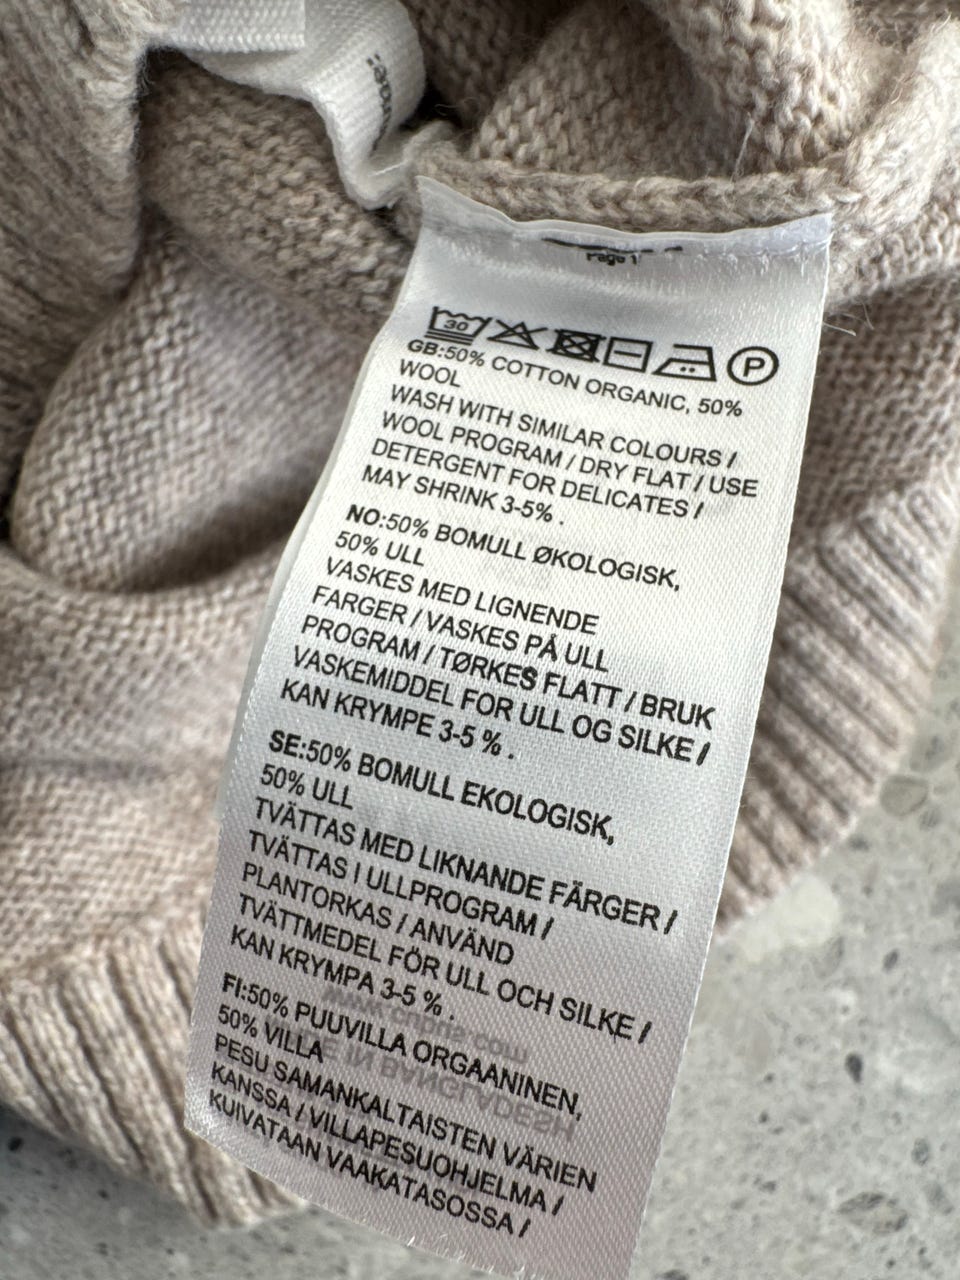 Page 1
30 P
GB:50% COTTON ORGANIC, 50%
WOOL
WASH WITH SIMILAR COLOURS /
WOOL PROGRAM / DRY FLAT / USE
DETERGENT FOR DELICATES /
MAY SHRINK 3-5% .
NO:50% BOMULL ØKOLOGISK,
50% ULL
VASKES MED LIGNENDE
FARGER / VASKES PÅ ULL
PROGRAM / TØRKES FLATT / BRUK
VASKEMIDDEL FOR ULL OG SILKE /
KAN KRYMPE 3-5 % .
SE:50% BOMULL EKOLOGISK,
50% ULL
TVÄTTAS MED LIKNANDE FÄRGER /
TVÄTTAS I ULLPROGRAM /
PLANTORKAS / ANVÄND
TVÄTTMEDEL FÖR ULL OCH SILKE /
KAN KRYMPA 3-5 % .
FI:50% PUUVILLA ORGAANINEN,
50% VILLA
PESU SAMANKALTAISTEN VÄRIEN
KANSSA / VILLAPESUOHJELMA /
KUIVATAAN VAAKATASOSSA /